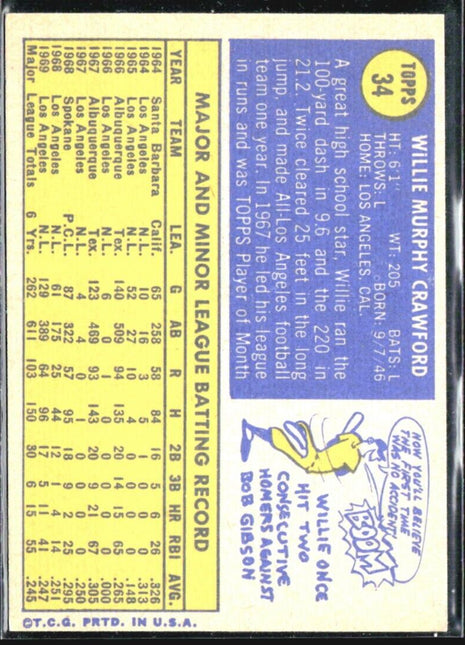 TOPPS
34
WILLIE MURPHY CRAWFORD
HT: 6'1" WT: 205 BATS: L
THROWS: L BORN: 9/7/46
HOME: LOS ANGELES, CAL.
A great high school star, Willie ran the
100-yard dash in 9.6 and the 220 in
21.2. Twice cleared 25 feet in the long
jump, and made All-Los Angeles football
team one year. In 1967 he led his league
in runs and was TOPPS Player of Month
NOW YOU'LL BELIEVE
THE FIRST TIME
WAS NO ACCIDENT!
BOOM
WILLIE ONCE
HIT TWO
CONSECUTIVE
HOMERS AGAINST
BOB GIBSON
MAJOR AND MINOR LEAGUE BATTING RECORD
YEAR TEAM LEA. G AB R H 2B 3B HR RBI AVG.
1964 Santa Barbara Calif. 65 258 58 84 16 5 6 26 .326
1964 Los Angeles N.L. 10 16 3 5 1 0 0 0 .313
1965 Los Angeles N.L. 52 27 10 4 0 0 0 0 .148
1966 Albuquerque Tex. 140 509 94 135 20 14 15 65 .265
1966 Los Angeles N.L. 6 0 1 0 0 0 0 0 .000
1967 Albuquerque Tex. 123 469 93 143 20 9 21 67 .305
1967 Los Angeles N.L. 4 4 0 1 0 0 0 0 .250
1968 Spokane P.C.L. 87 322 57 95 18 9 2 25 .295
1968 Los Angeles N.L. 61 175 25 44 12 1 4 14 .251
1969 Los Angeles N.L. 129 389 64 96 17 11 41 .247
Major League Totals 6 Yrs. 262 611 103 150 30 6 15 55 .245
©T.C.G. PRTD. IN U.S.A.